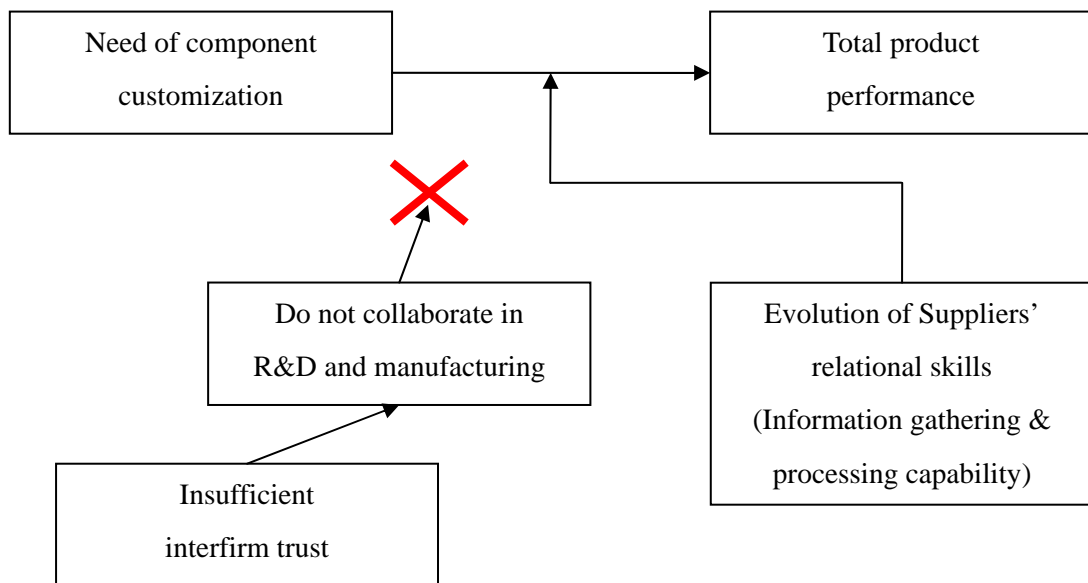 Need of component
customization
Total product
performance
Do not collaborate in
R&D and manufacturing
Evolution of Suppliers’
relational skills
(Information gathering &
processing capability)
Insufficient
interfirm trust